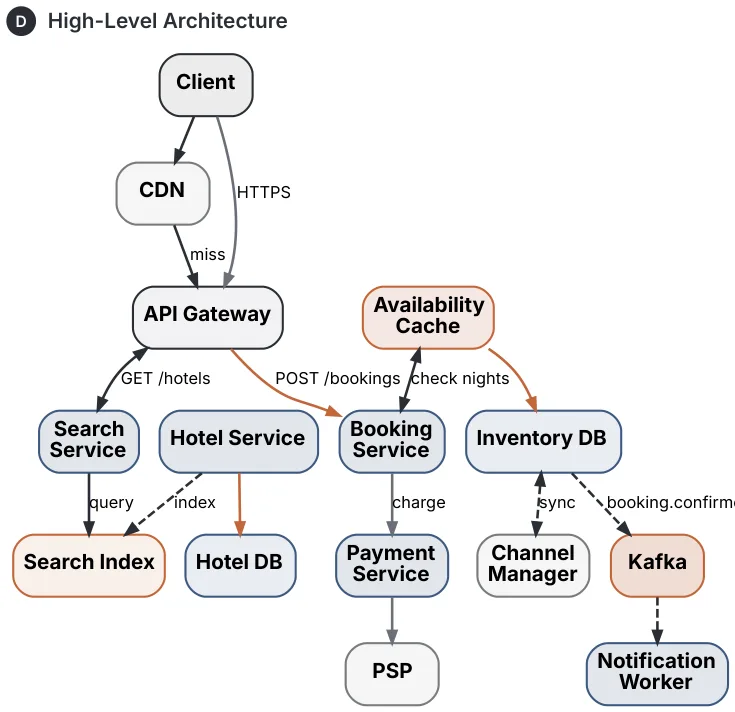 D High-Level Architecture
Client
CDN
HTTPS
miss
API Gateway
Availability
Cache
GET /hotels
POST /bookings
check nights
Search
Service
Hotel Service
Booking
Service
Inventory DB
query
index
charge
sync
booking.confirme
Search Index
Hotel DB
Payment
Service
Channel
Manager
Kafka
PSP
Notification
Worker